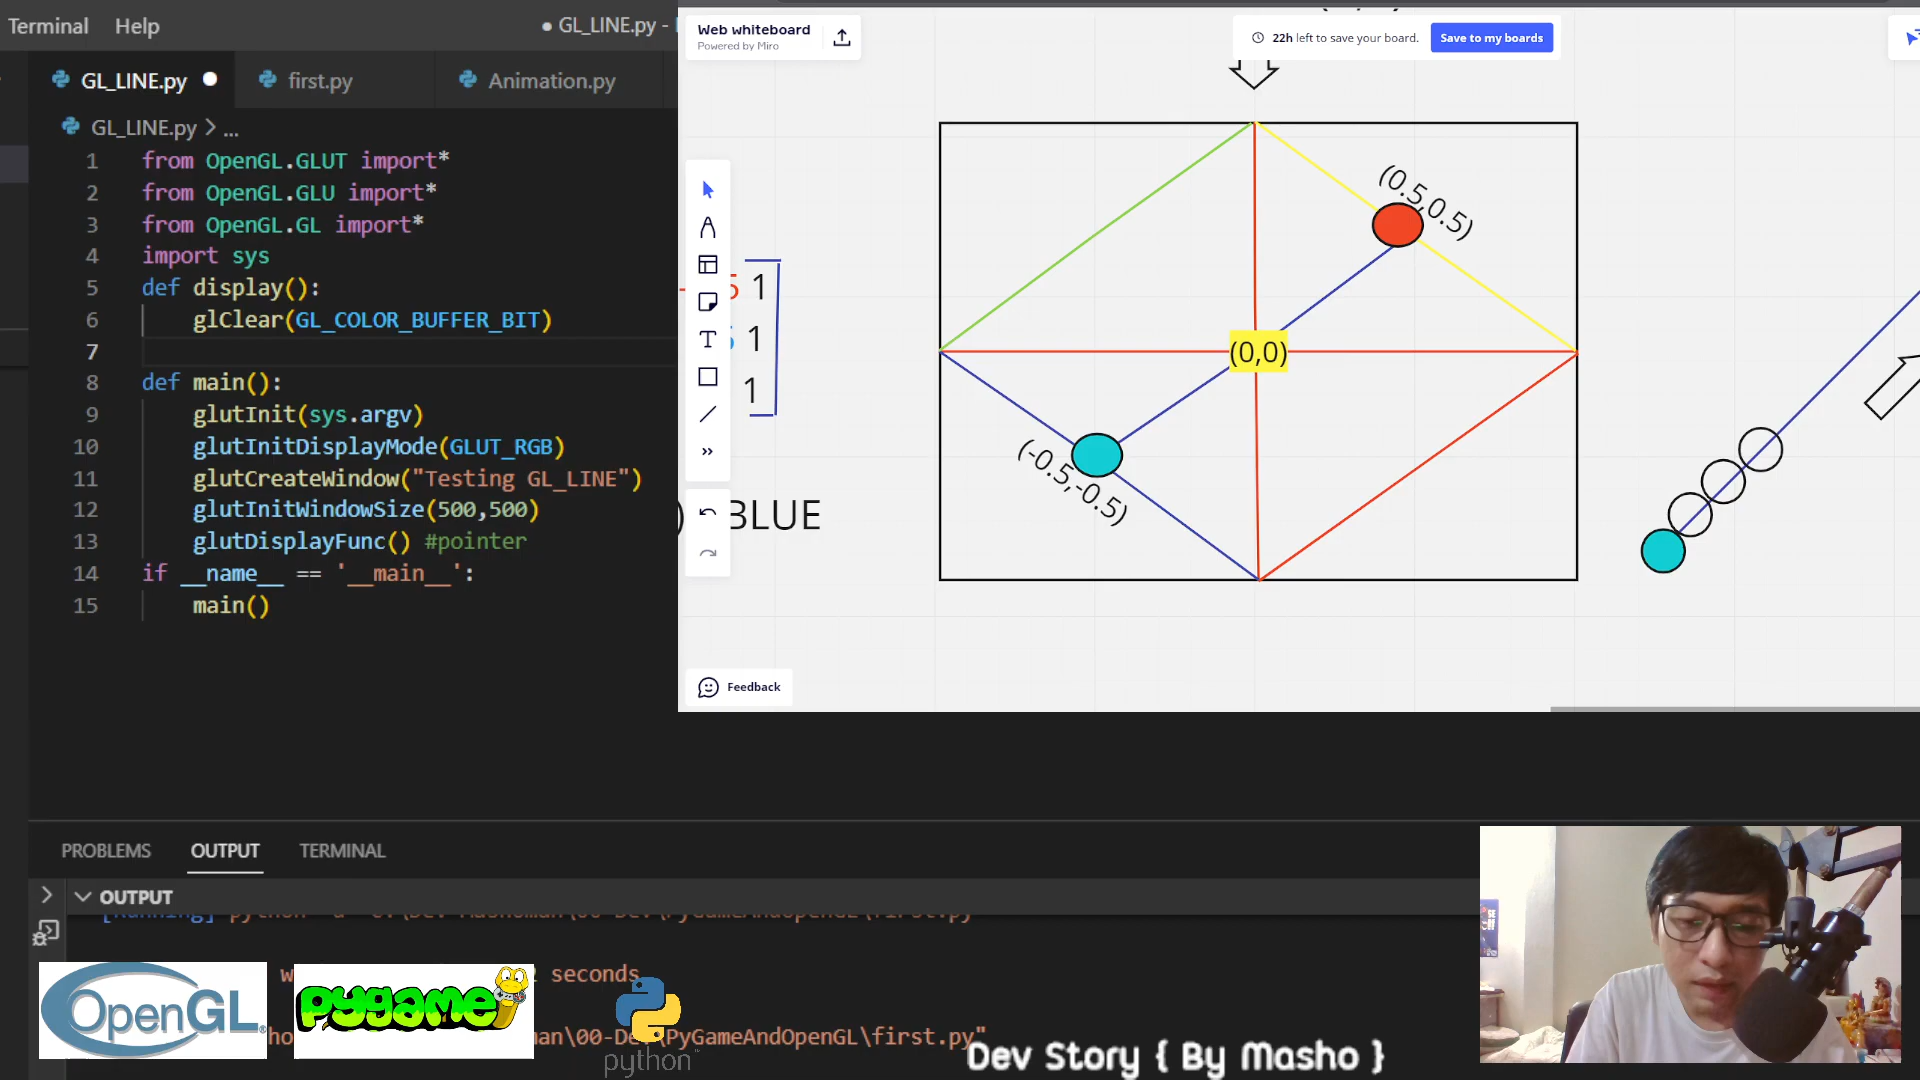 Terminal Help
● GL_LINE.py -
GL_LINE.py
first.py
Animation.py
GL_LINE.py > ...
1 from OpenGL.GLUT import*
2 from OpenGL.GLU import*
3 from OpenGL.GL import*
4 import sys
5 def display():
6 glClear(GL_COLOR_BUFFER_BIT)
7
8 def main():
9 glutInit(sys.argv)
10 glutInitDisplayMode(GLUT_RGB)
11 glutCreateWindow("Testing GL_LINE")
12 glutInitWindowSize(500,500)
13 glutDisplayFunc() #pointer
14 if __name__ == '__main__':
15 main()
Web whiteboard
Powered by Miro
22h left to save your board.
Save to my boards
5 1
1
1
) BLUE
(0.5,0.5)
(0,0)
(-0.5,-0.5)
Feedback
PROBLEMS OUTPUT TERMINAL
OUTPUT
[Running] python
seconds
\00-Dev\PyGameAndOpenGL\first.py"
OpenGL
pygame
python
Dev Story { By Masho }